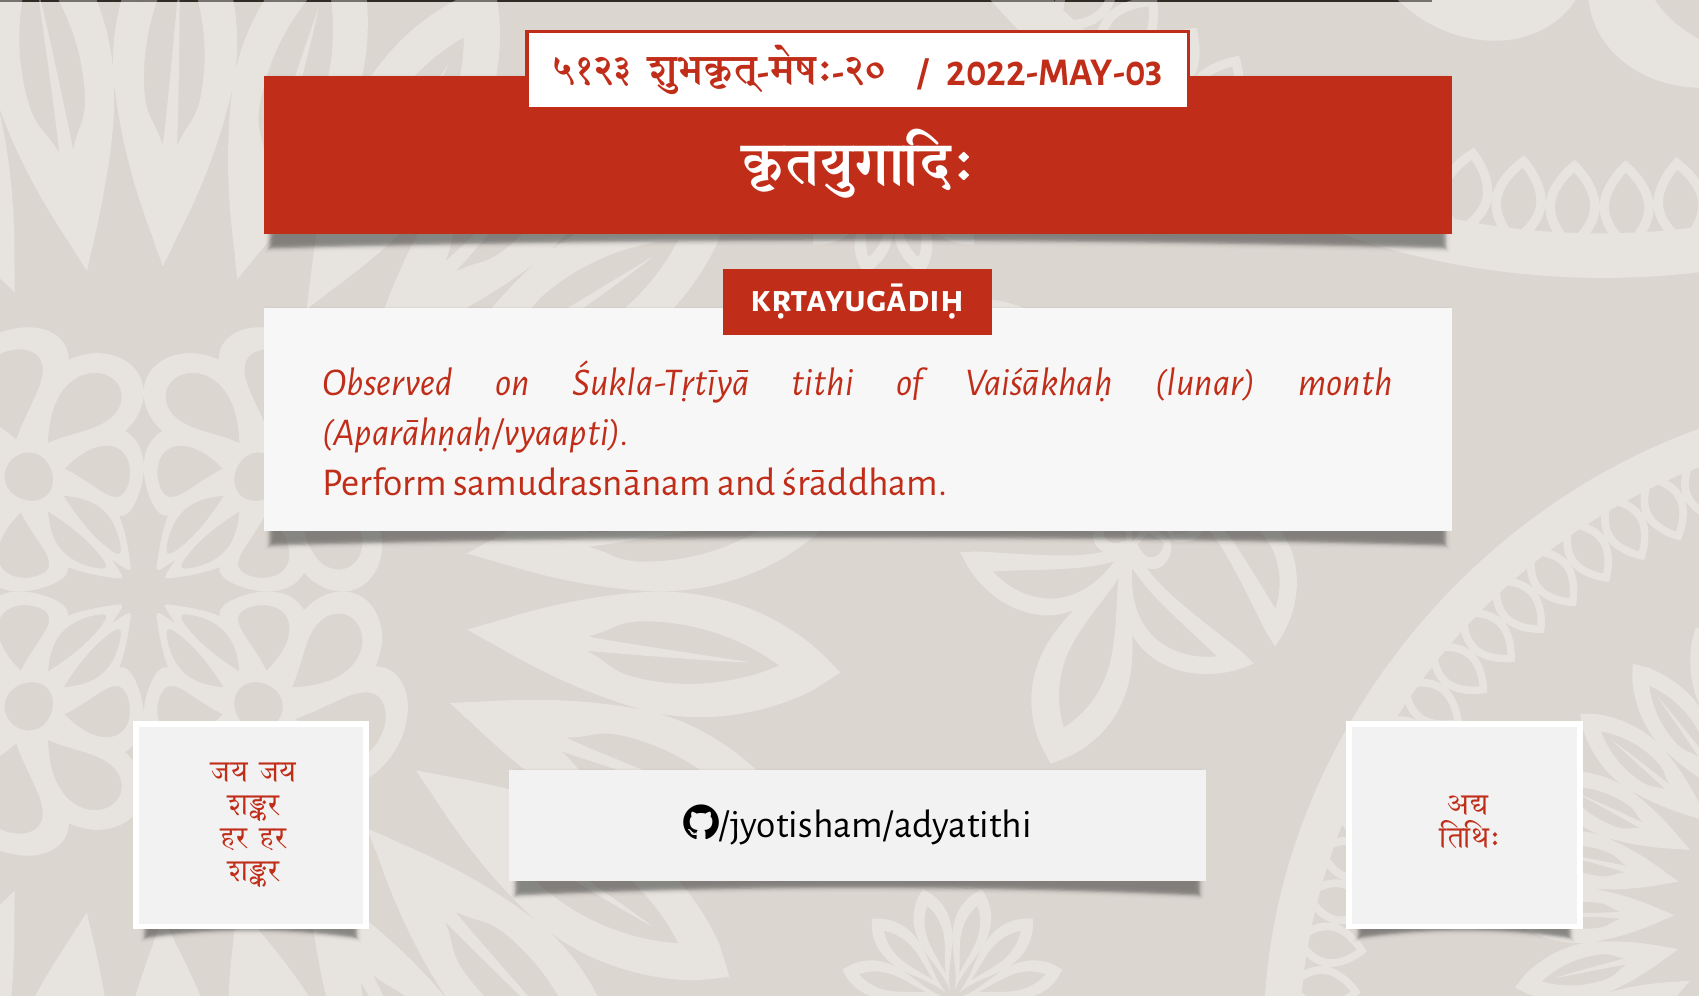 ५१२३ शुभकृत्-मेषः-२० / 2022-MAY-03
कृतयुगादिः
KṚTAYUGĀDIḤ
Observed on Śukla-Tṛtīyā tithi of Vaiśākhaḥ (lunar) month
(Aparāhṇaḥ/vyaapti).
Perform samudrasnānam and śrāddham.
जय जय
शङ्कर
हर हर
शङ्कर
/jyotisham/adyatithi
अद्य
तिथिः